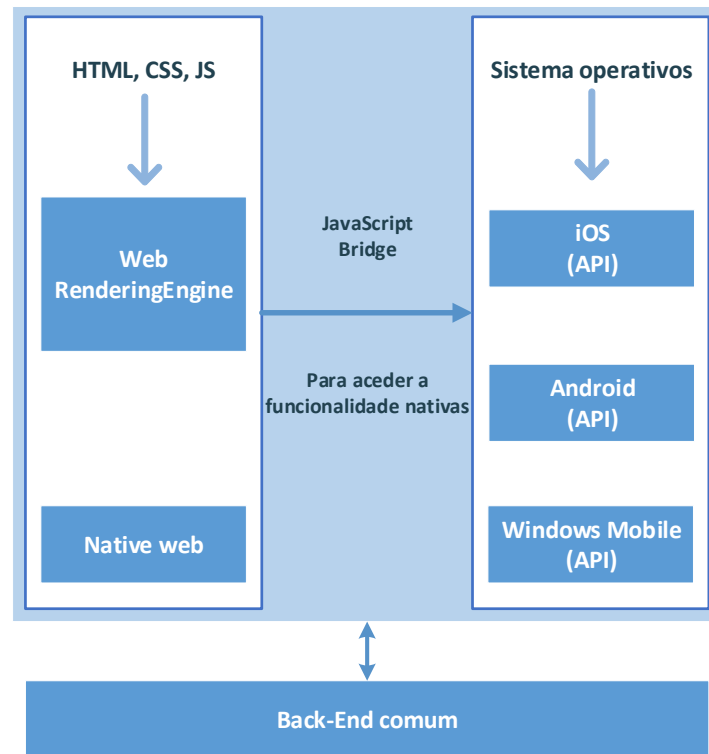 HTML, CSS, JS
Web
RenderingEngine
Native web
JavaScript
Bridge
Para aceder a
funcionalidade nativas
Sistema operativos
iOS
(API)
Android
(API)
Windows Mobile
(API)
Back-End comum